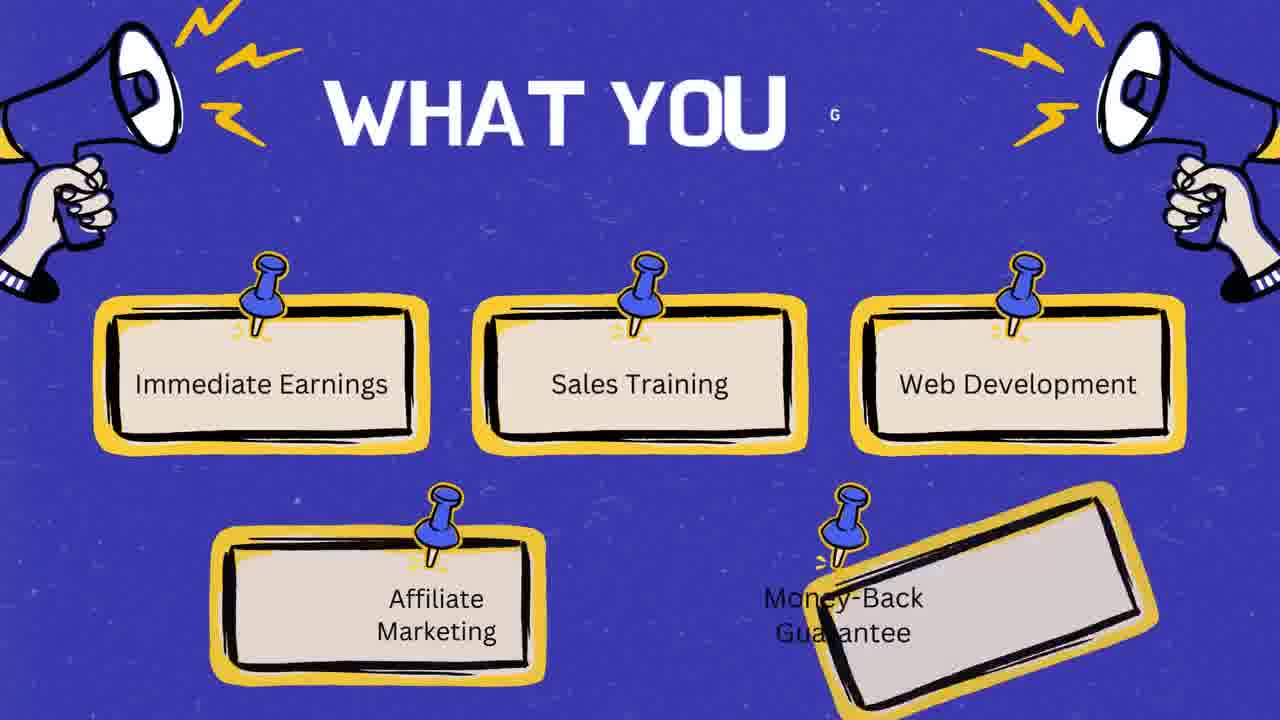 WHAT YOU G
Immediate Earnings
Sales Training
Web Development
Affiliate
Marketing
Money-Back
Guarantee